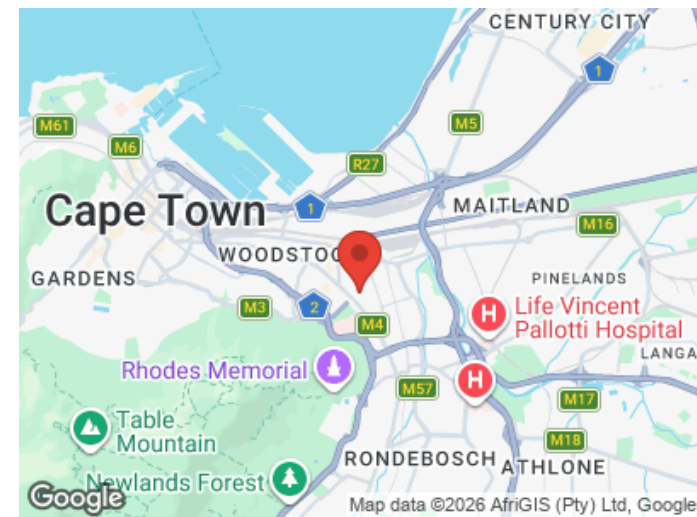 CENTURY CITY
1
M61
M5
M6
R27
Cape Town
1
MAITLAND
M16
WOODSTOC
GARDENS
PINELANDS
M3
2
M4
H
Life Vincent
Pallotti Hospital
LANGA
Rhodes Memorial
M57
H
M17
Table
Mountain
M18
RONDEBOSCH
ATHLONE
Newlands Forest
Google
Map data ©2026 AfriGIS (Pty) Ltd, Google